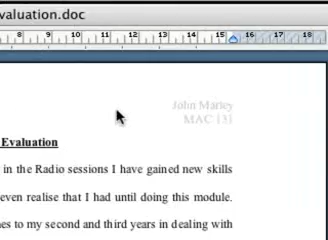 valuation.doc
8 9 10 11 12 13 14 15 16 17 18
John Marley
MAC 131
Evaluation
in the Radio sessions I have gained new skills
even realise that I had until doing this module.
es to my second and third years in dealing with